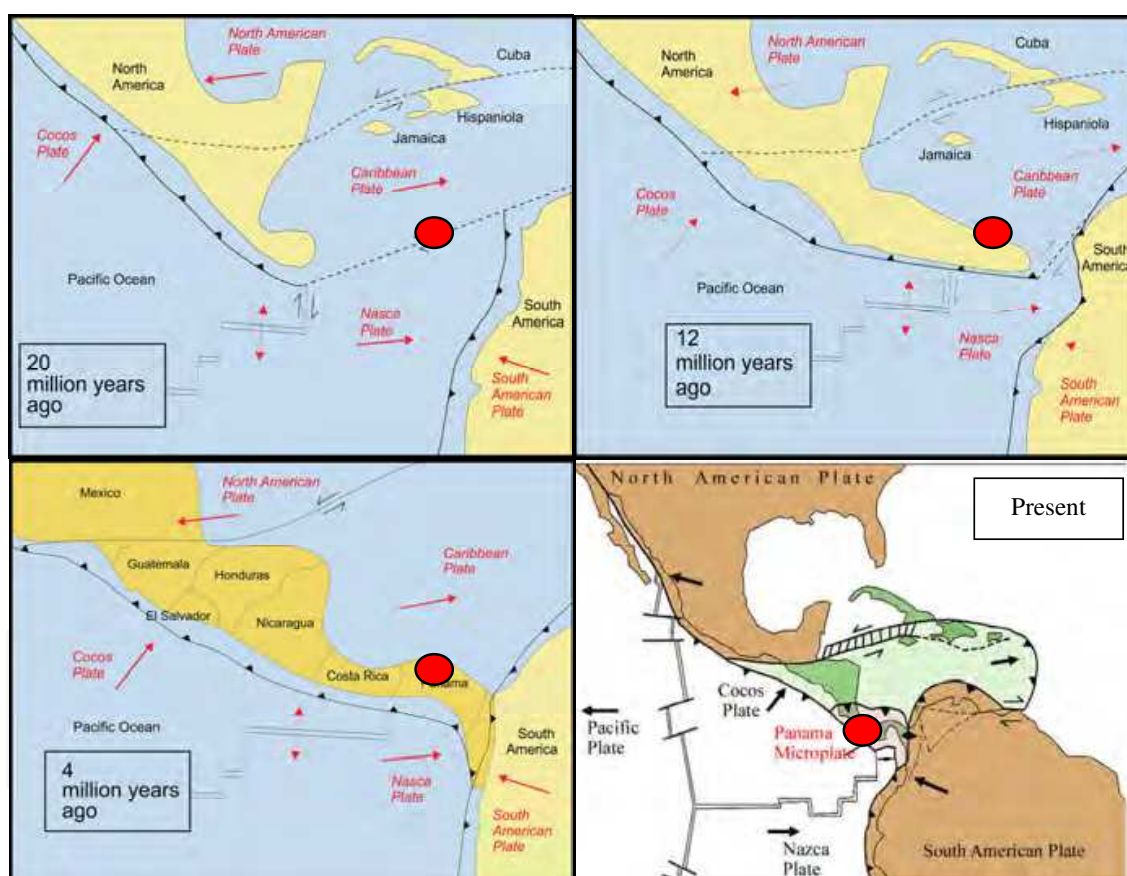 North American
Plate
North
America
Cuba
Hispaniola
Jamaica
Cocos
Plate
Caribbean
Plate
Pacific Ocean
Nasca
Plate
South
America
South
American
Plate
20
million years
ago
North American
Plate
North
America
Cuba
Hispaniola
Jamaica
Caribbean
Plate
Cocos
Plate
South
America
Pacific Ocean
Nasca
Plate
South
American
Plate
12
million years
ago
Mexico
North American
Plate
Guatemala
Honduras
Caribbean
Plate
El Salvador
Nicaragua
Cocos
Plate
Costa Rica
Panama
Pacific Ocean
South
America
Nasca
Plate
South
American
Plate
4
million years
ago
North American Plate
Present
Cocos
Plate
Pacific
Plate
Panama
Microplate
Nazca
Plate
South American Plate